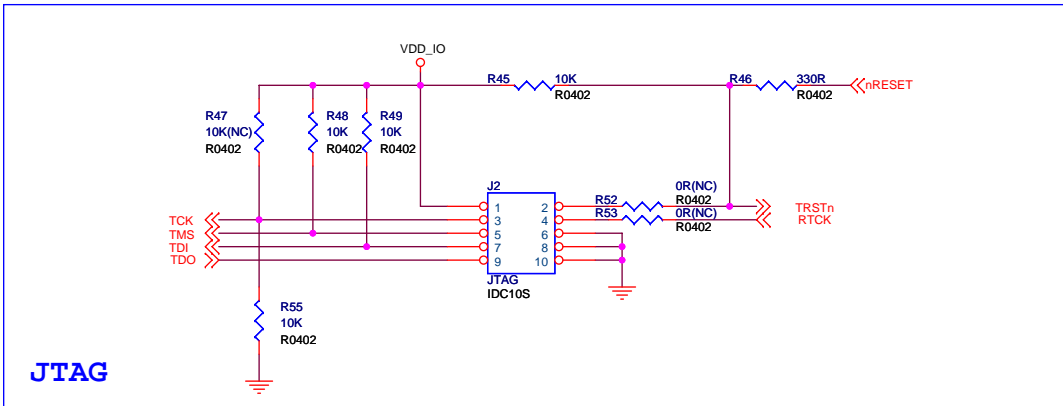 VDD_IO
R45
10K
R0402
R46
330R
R0402
nRESET
R47
10K(NC)
R0402
R48
10K
R0402
R49
10K
R0402
J2
1
2
3
4
5
6
7
8
9
10
JTAG
IDC10S
R52
0R(NC)
R0402
R53
0R(NC)
R0402
TRSTn
RTCK
TCK
TMS
TDI
TDO
R55
10K
R0402
JTAG